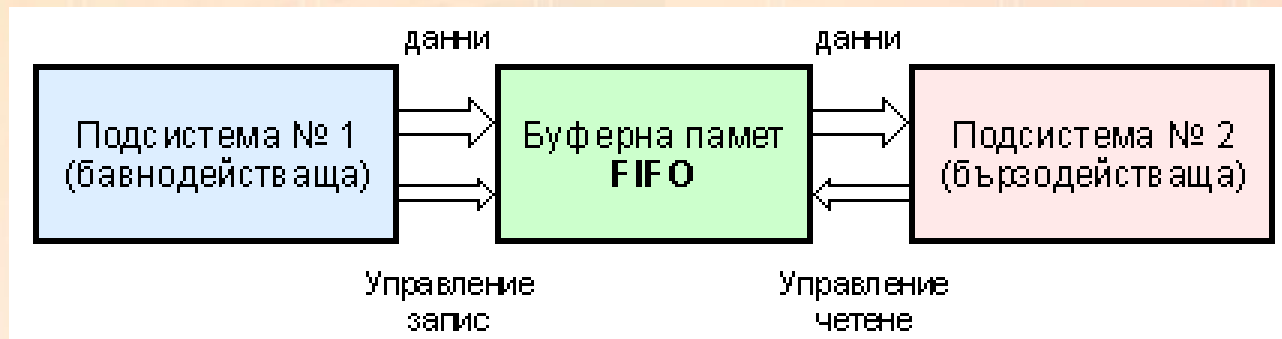 данни
данни
Подсистема № 1
(бавнодействаща)
Буферна памет
FIFO
Подсистема № 2
(бързодействаща)
Управление
запис
Управление
четене